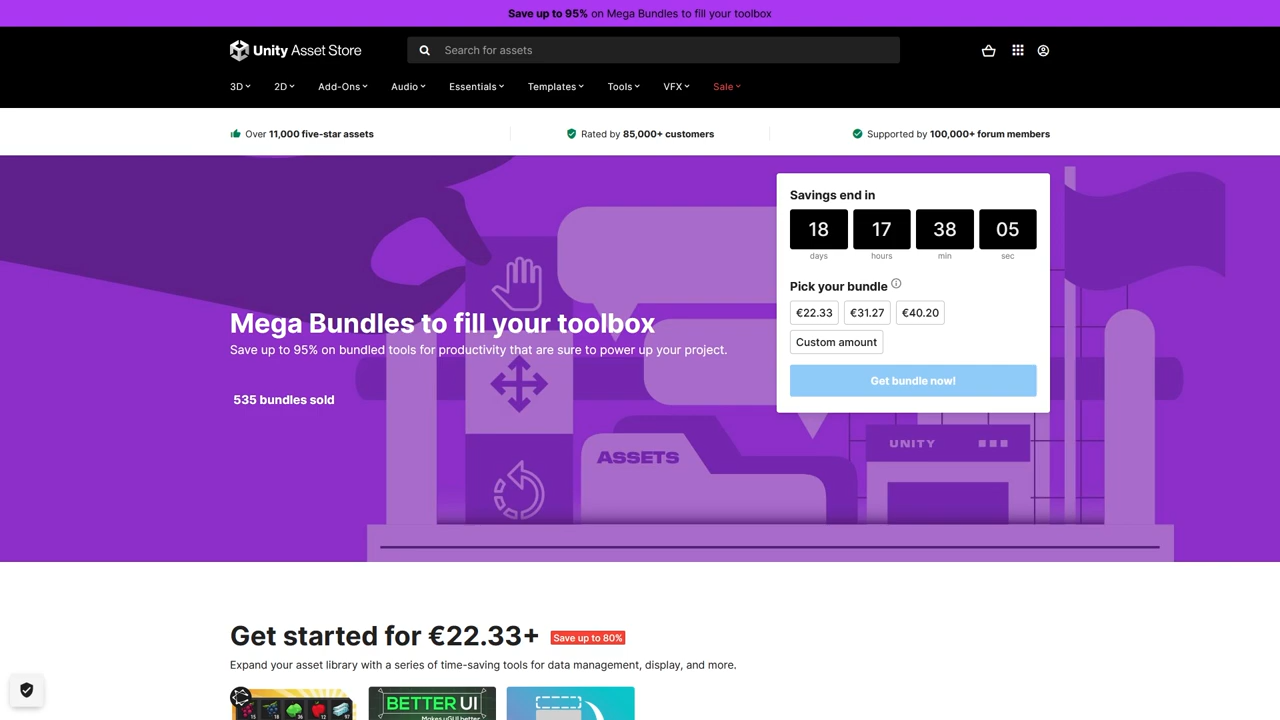 Save up to 95% on Mega Bundles to fill your toolbox
Unity Asset Store
Search for assets
3D
2D
Add-Ons
Audio
Essentials
Templates
Tools
VFX
Sale
Over 11,000 five-star assets
Rated by 85,000+ customers
Supported by 100,000+ forum members
Savings end in
18 17 38 05
days hours min sec
Pick your bundle
€22.33 €31.27 €40.20
Custom amount
Get bundle now!
Mega Bundles to fill your toolbox
Save up to 95% on bundled tools for productivity that are sure to power up your project.
535 bundles sold
UNITY
ASSETS
Get started for €22.33+ Save up to 80%
Expand your asset library with a series of time-saving tools for data management, display, and more.
BETTER UI
Makes uGUI better